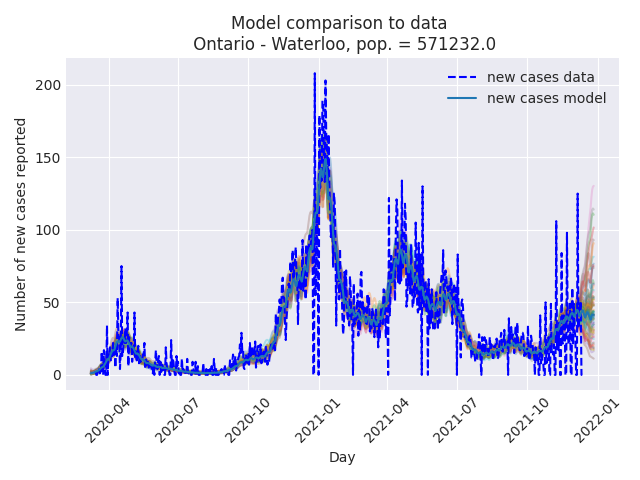 Model comparison to data
Ontario - Waterloo, pop. = 571232.0
new cases data
new cases model
Number of new cases reported
200
150
100
50
0
2020-04
2020-07
2020-10
2021-01
2021-04
2021-07
2021-10
2022-01
Day